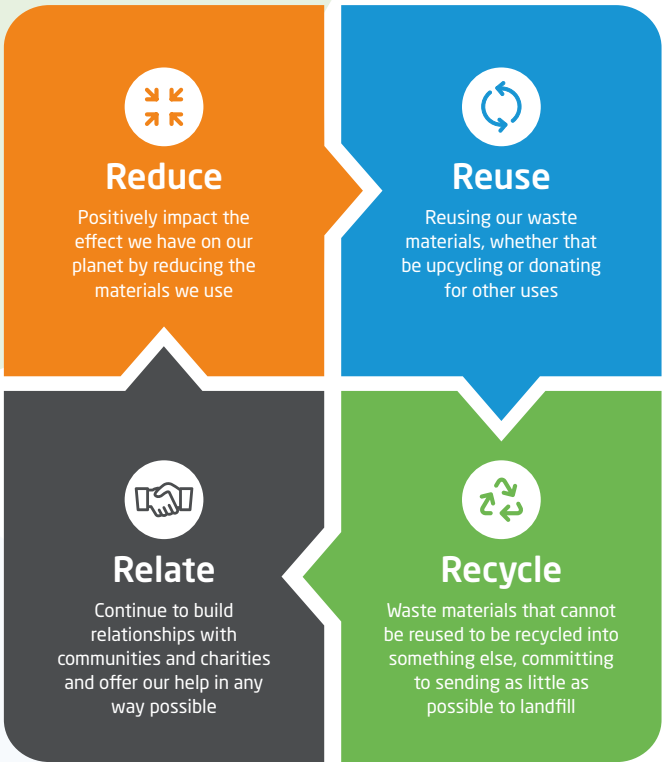 Reduce
Positively impact the
effect we have on our
planet by reducing the
materials we use
Reuse
Reusing our waste
materials, whether that
be upcycling or donating
for other uses
Relate
Continue to build
relationships with
communities and charities
and offer our help in any
way possible
Recycle
Waste materials that cannot
be reused to be recycled into
something else, committing
to sending as little as
possible to landfill